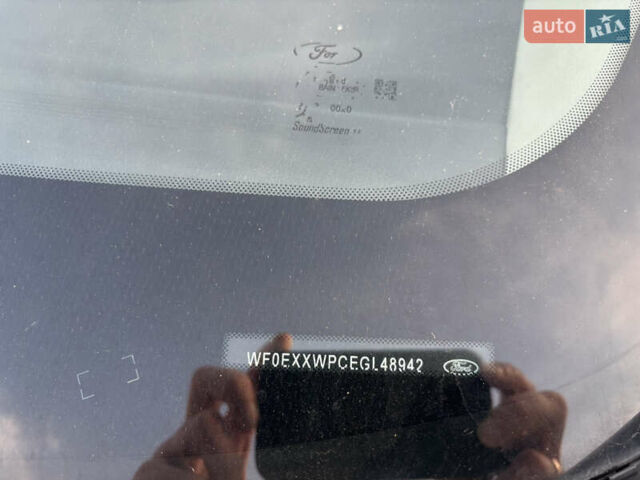 auto RIA
Ford
SoundScreen
WF0EXXWPCEGL48942 Ford